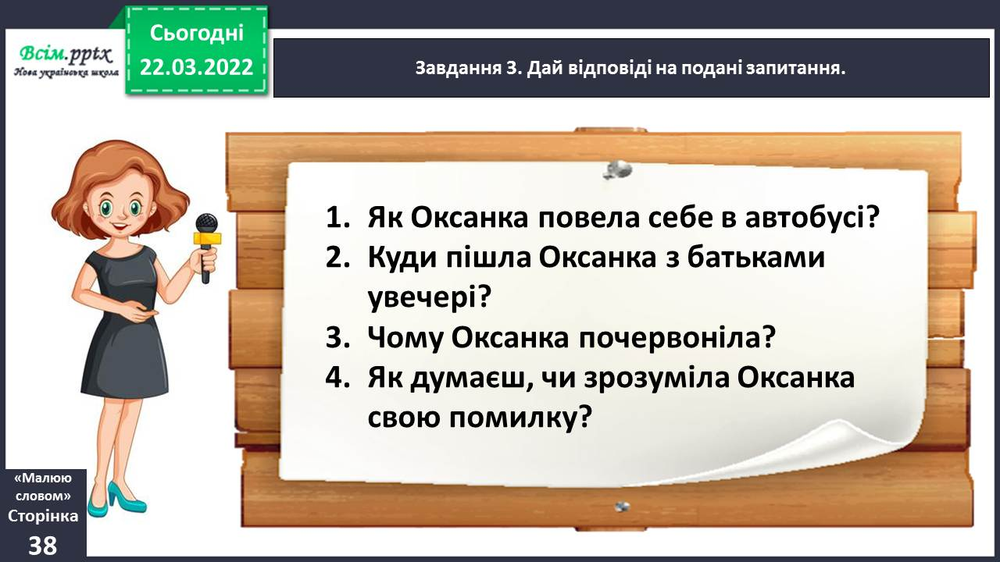 Сьогодні
22.03.2022
Всім.pptx
Нова українська школа
Завдання 3. Дай відповіді на подані запитання.
1. Як Оксанка повела себе в автобусі?
2. Куди пішла Оксанка з батьками
увечері?
3. Чому Оксанка почервоніла?
4. Як думаєш, чи зрозуміла Оксанка
свою помилку?
«Малюю
словом»
Сторінка
38